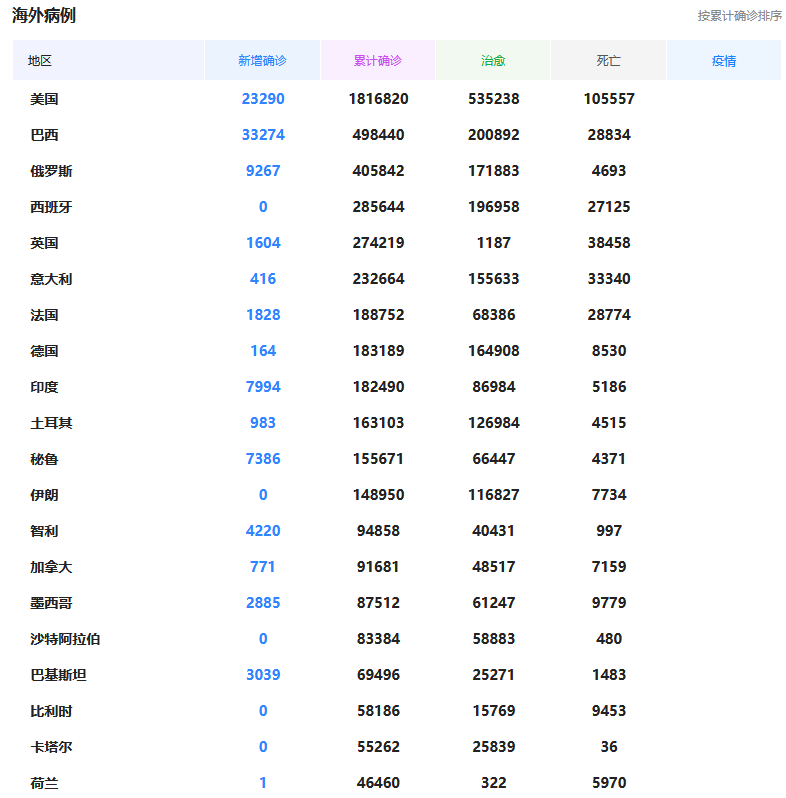 海外病例 按累计确诊排序
地区 新增确诊 累计确诊 治愈 死亡 疫情
美国 23290 1816820 535238 105557
巴西 33274 498440 200892 28834
俄罗斯 9267 405842 171883 4693
西班牙 0 285644 196958 27125
英国 1604 274219 1187 38458
意大利 416 232664 155633 33340
法国 1828 188752 68386 28774
德国 164 183189 164908 8530
印度 7994 182490 86984 5186
土耳其 983 163103 126984 4515
秘鲁 7386 155671 66447 4371
伊朗 0 148950 116827 7734
智利 4220 94858 40431 997
加拿大 771 91681 48517 7159
墨西哥 2885 87512 61247 9779
沙特阿拉伯 0 83384 58883 480
巴基斯坦 3039 69496 25271 1483
比利时 0 58186 15769 9453
卡塔尔 0 55262 25839 36
荷兰 1 46460 322 5970